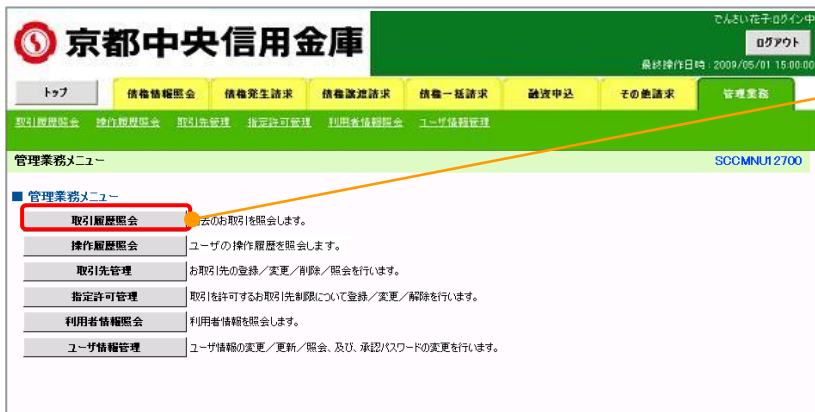 でんさい花子:ログイン中
京都中央信用金庫
ログアウト
最終操作日時:2009/05/01 15:00:00
トップ 債権情報照会 債権発生請求 債権譲渡請求 債権一括請求 融資申込 その他請求 管理業務
取引履歴照会 操作履歴照会 取引先管理 指定許可管理 利用者情報照会 ユーザ情報管理
管理業務メニュー SCCMNU12700
■ 管理業務メニュー
取引履歴照会 去のお取引を照会します。
操作履歴照会 ユーザの操作履歴を照会します。
取引先管理 お取引先の登録/変更/削除/照会を行います。
指定許可管理 取引を許可するお取引先制限について登録/変更/解除を行います。
利用者情報照会 利用者情報を照会します。
ユーザ情報管理 ユーザ情報の変更/更新/照会、及び、承認パスワードの変更を行います。